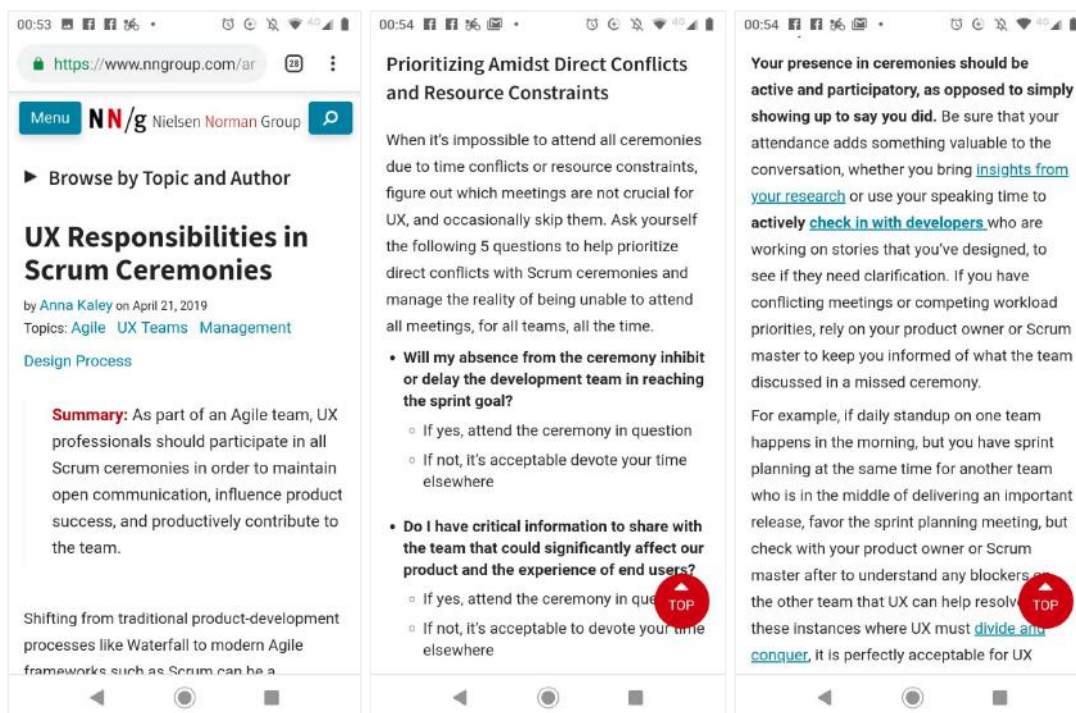 00:53
https://www.nngroup.com/ar
28
Menu
NN/g Nielsen Norman Group
Browse by Topic and Author
UX Responsibilities in
Scrum Ceremonies
by Anna Kaley on April 21, 2019
Topics: Agile UX Teams Management
Design Process
Summary: As part of an Agile team, UX
professionals should participate in all
Scrum ceremonies in order to maintain
open communication, influence product
success, and productively contribute to
the team.
Shifting from traditional product-development
processes like Waterfall to modern Agile
frameworks such as Scrum can be a
00:54
4G
Prioritizing Amidst Direct Conflicts
and Resource Constraints
When it's impossible to attend all ceremonies
due to time conflicts or resource constraints,
figure out which meetings are not crucial for
UX, and occasionally skip them. Ask yourself
the following 5 questions to help prioritize
direct conflicts with Scrum ceremonies and
manage the reality of being unable to attend
all meetings, for all teams, all the time.
• Will my absence from the ceremony inhibit
or delay the development team in reaching
the sprint goal?
◦ If yes, attend the ceremony in question
◦ If not, it's acceptable devote your time
elsewhere
• Do I have critical information to share with
the team that could significantly affect our
product and the experience of end users?
◦ If yes, attend the ceremony in que
◦ If not, it's acceptable to devote your time
elsewhere
TOP
00:54
4G
Your presence in ceremonies should be
active and participatory, as opposed to simply
showing up to say you did. Be sure that your
attendance adds something valuable to the
conversation, whether you bring insights from
your research or use your speaking time to
actively check in with developers who are
working on stories that you've designed, to
see if they need clarification. If you have
conflicting meetings or competing workload
priorities, rely on your product owner or Scrum
master to keep you informed of what the team
discussed in a missed ceremony.
For example, if daily standup on one team
happens in the morning, but you have sprint
planning at the same time for another team
who is in the middle of delivering an important
release, favor the sprint planning meeting, but
check with your product owner or Scrum
master after to understand any blockers on
the other team that UX can help resolv
these instances where UX must divide and
conquer, it is perfectly acceptable for UX
TOP